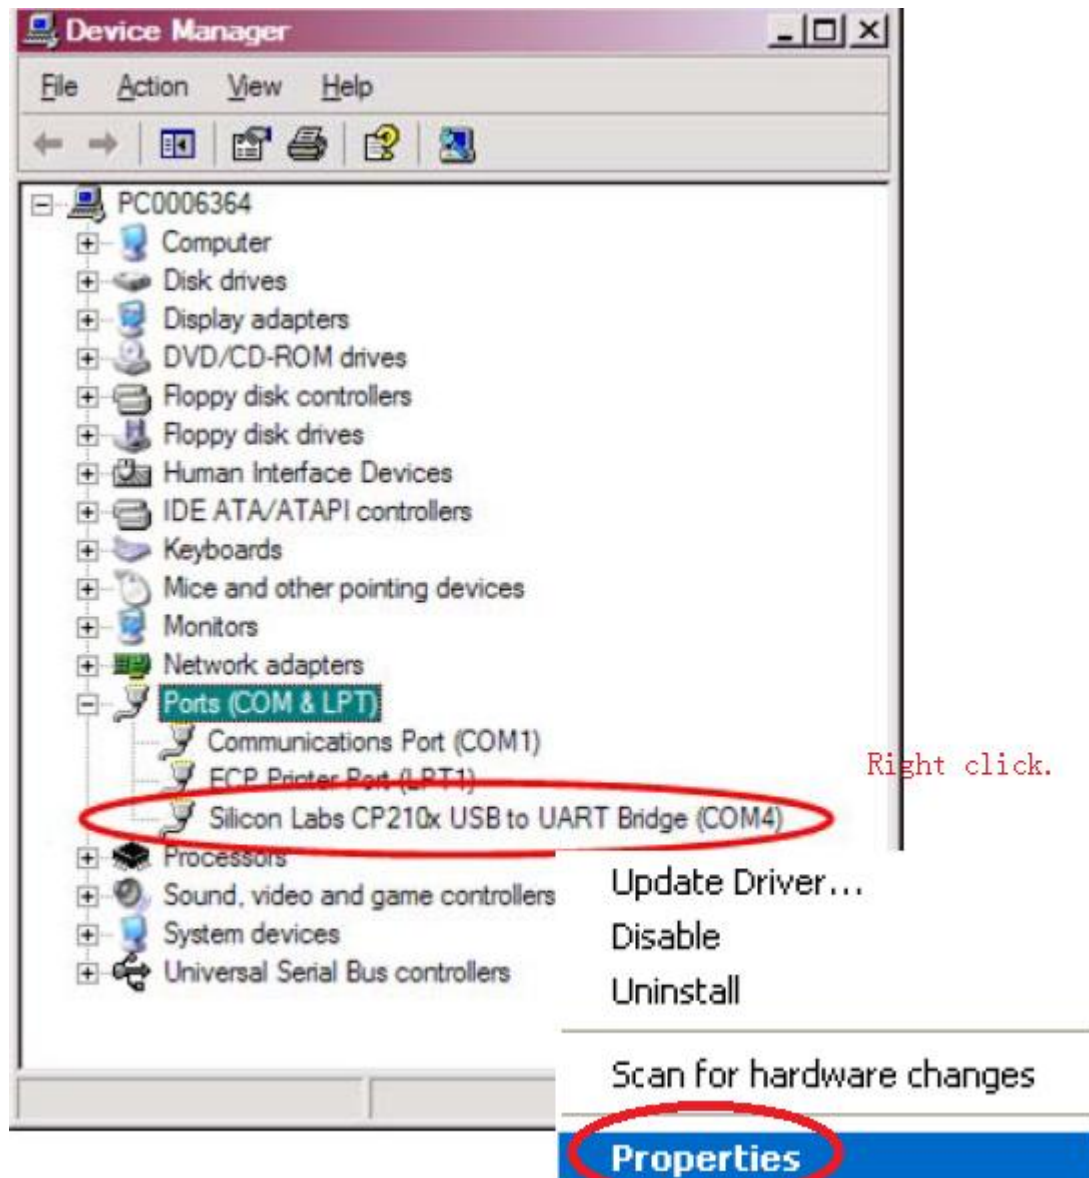 Device Manager
File Action View Help
PC0006364
Computer
Disk drives
Display adapters
DVD/CD-ROM drives
Floppy disk controllers
Floppy disk drives
Human Interface Devices
IDE ATA/ATAPI controllers
Keyboards
Mice and other pointing devices
Monitors
Network adapters
Ports (COM & LPT)
Communications Port (COM1)
ECP Printer Port (LPT1)
Right click.
Silicon Labs CP210x USB to UART Bridge (COM4)
Processors
Sound, video and game controllers
System devices
Universal Serial Bus controllers
Update Driver...
Disable
Uninstall
Scan for hardware changes
Properties